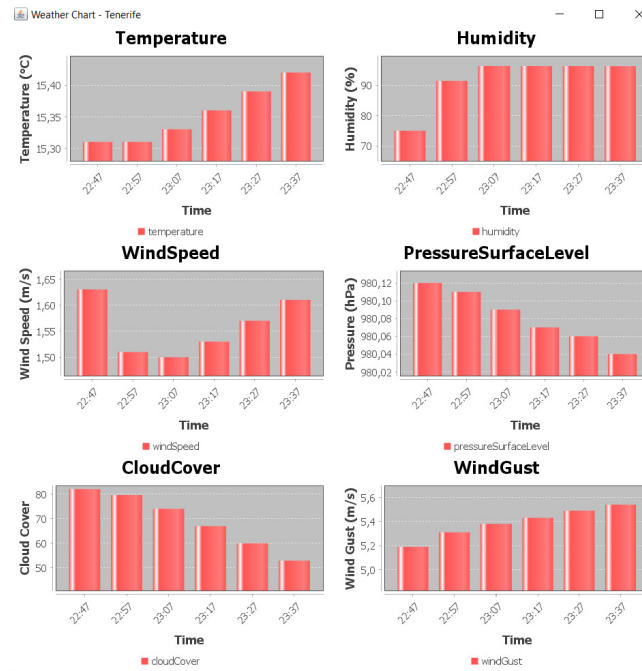 Weather Chart - Tenerife
Temperature
Temperature (°C)
15,40
15,35
15,30
22:47 22:57 23:07 23:17 23:27 23:37
Time
temperature
Humidity
Humidity (%)
90
80
70
22:47 22:57 23:07 23:17 23:27 23:37
Time
humidity
WindSpeed
Wind Speed (m/s)
1,65
1,60
1,55
1,50
22:47 22:57 23:07 23:17 23:27 23:37
Time
windSpeed
PressureSurfaceLevel
Pressure (hPa)
980,12
980,10
980,08
980,06
980,04
980,02
22:47 22:57 23:07 23:17 23:27 23:37
Time
pressureSurfaceLevel
CloudCover
Cloud Cover
80
70
60
50
22:47 22:57 23:07 23:17 23:27 23:37
Time
cloudCover
WindGust
Wind Gust (m/s)
5,6
5,4
5,2
5,0
22:47 22:57 23:07 23:17 23:27 23:37
Time
windGust